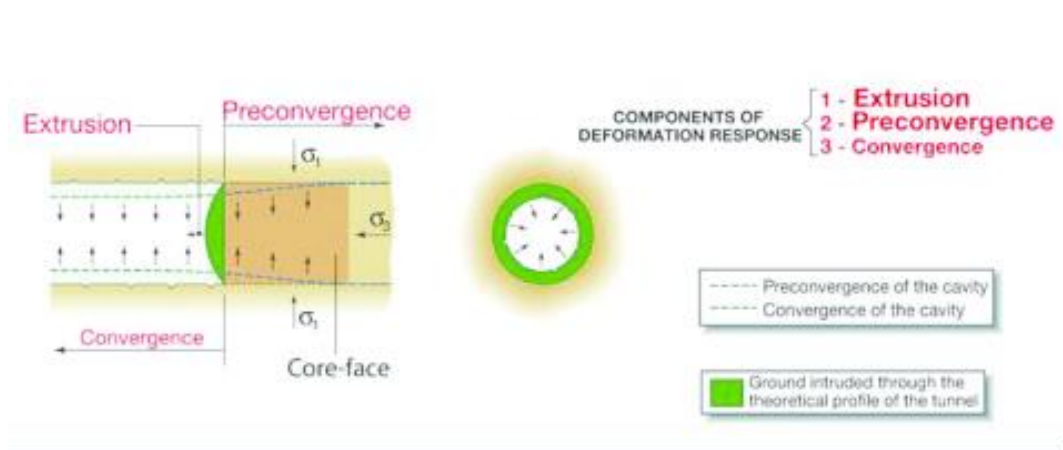 Extrusion
Preconvergence
σ₁
σ₃
σ₁
Convergence
Core-face
COMPONENTS OF
DEFORMATION RESPONSE
1 - Extrusion
2 - Preconvergence
3 - Convergence
Preconvergence of the cavity
Convergence of the cavity
Ground intruded through the
theoretical profile of the tunnel